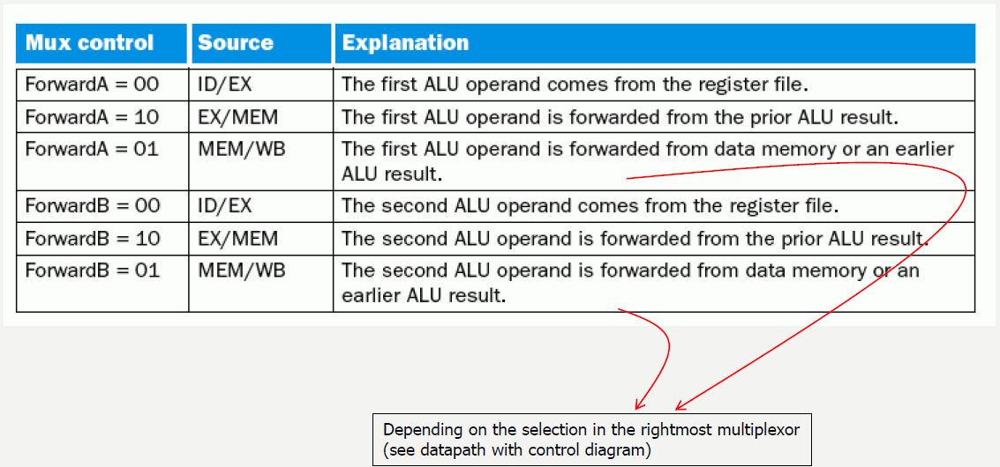 Mux control Source Explanation
ForwardA = 00 ID/EX The first ALU operand comes from the register file.
ForwardA = 10 EX/MEM The first ALU operand is forwarded from the prior ALU result.
ForwardA = 01 MEM/WB The first ALU operand is forwarded from data memory or an earlier
ALU result.
ForwardB = 00 ID/EX The second ALU operand comes from the register file.
ForwardB = 10 EX/MEM The second ALU operand is forwarded from the prior ALU result.
ForwardB = 01 MEM/WB The second ALU operand is forwarded from data memory or an
earlier ALU result.
Depending on the selection in the rightmost multiplexor
(see datapath with control diagram)